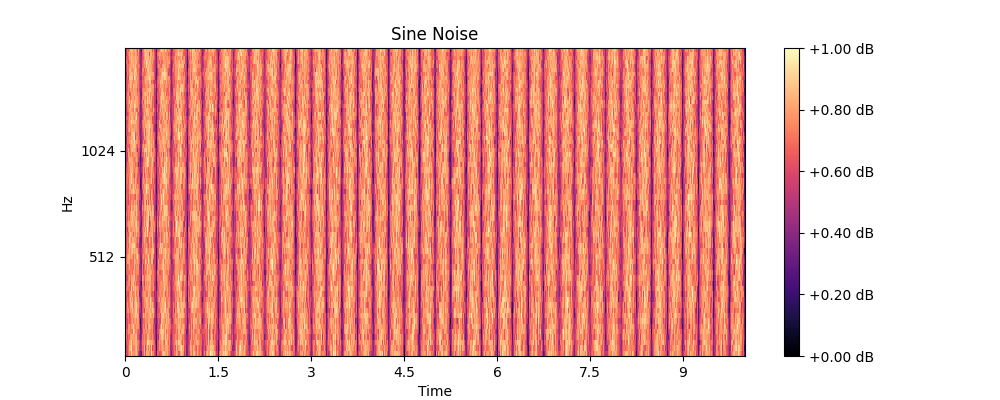 Sine Noise
+1.00 dB
+0.80 dB
1024
+0.60 dB
Hz
+0.40 dB
512
+0.20 dB
+0.00 dB
0 1.5 3 4.5 6 7.5 9
Time